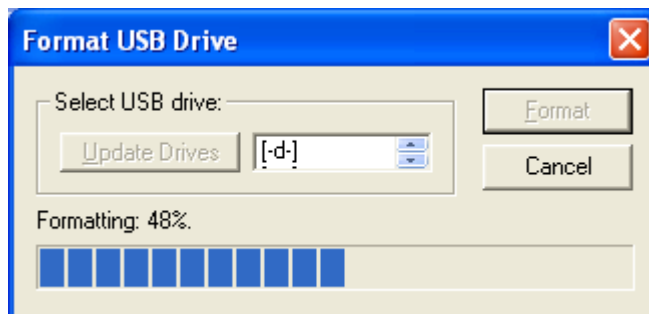 Format USB Drive
Select USB drive:
Format
Update Drives
[-d-]
Cancel
Formatting: 48%.